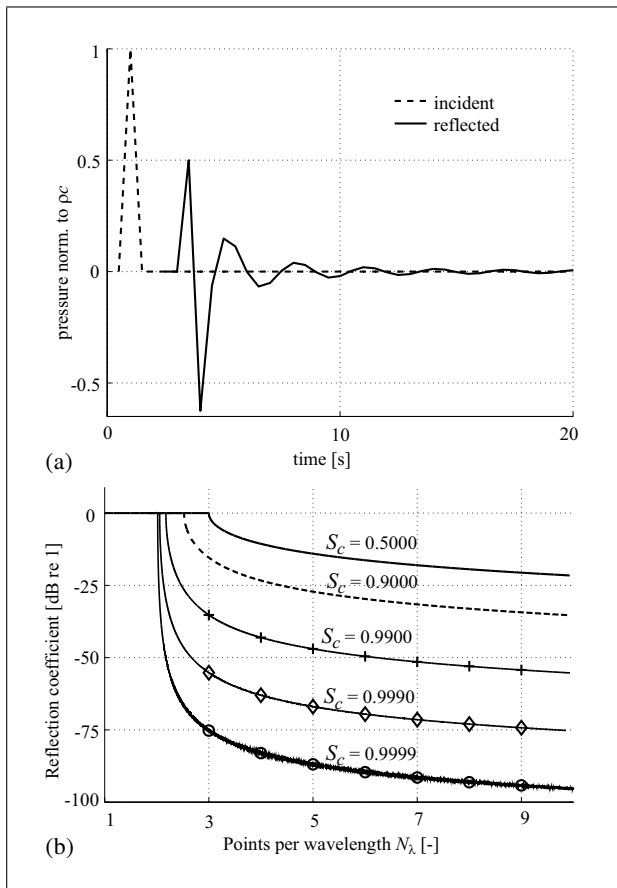 1
0.5
0
-0.5
pressure norm. to ρc
incident
reflected
0
10
20
time [s]
(a)
0
-25
-50
-75
-100
Reflection coefficient [dB re 1]
S_c = 0.5000
S_c = 0.9000
S_c = 0.9900
S_c = 0.9990
S_c = 0.9999
1
3
5
7
9
Points per wavelength N_λ [-]
(b)